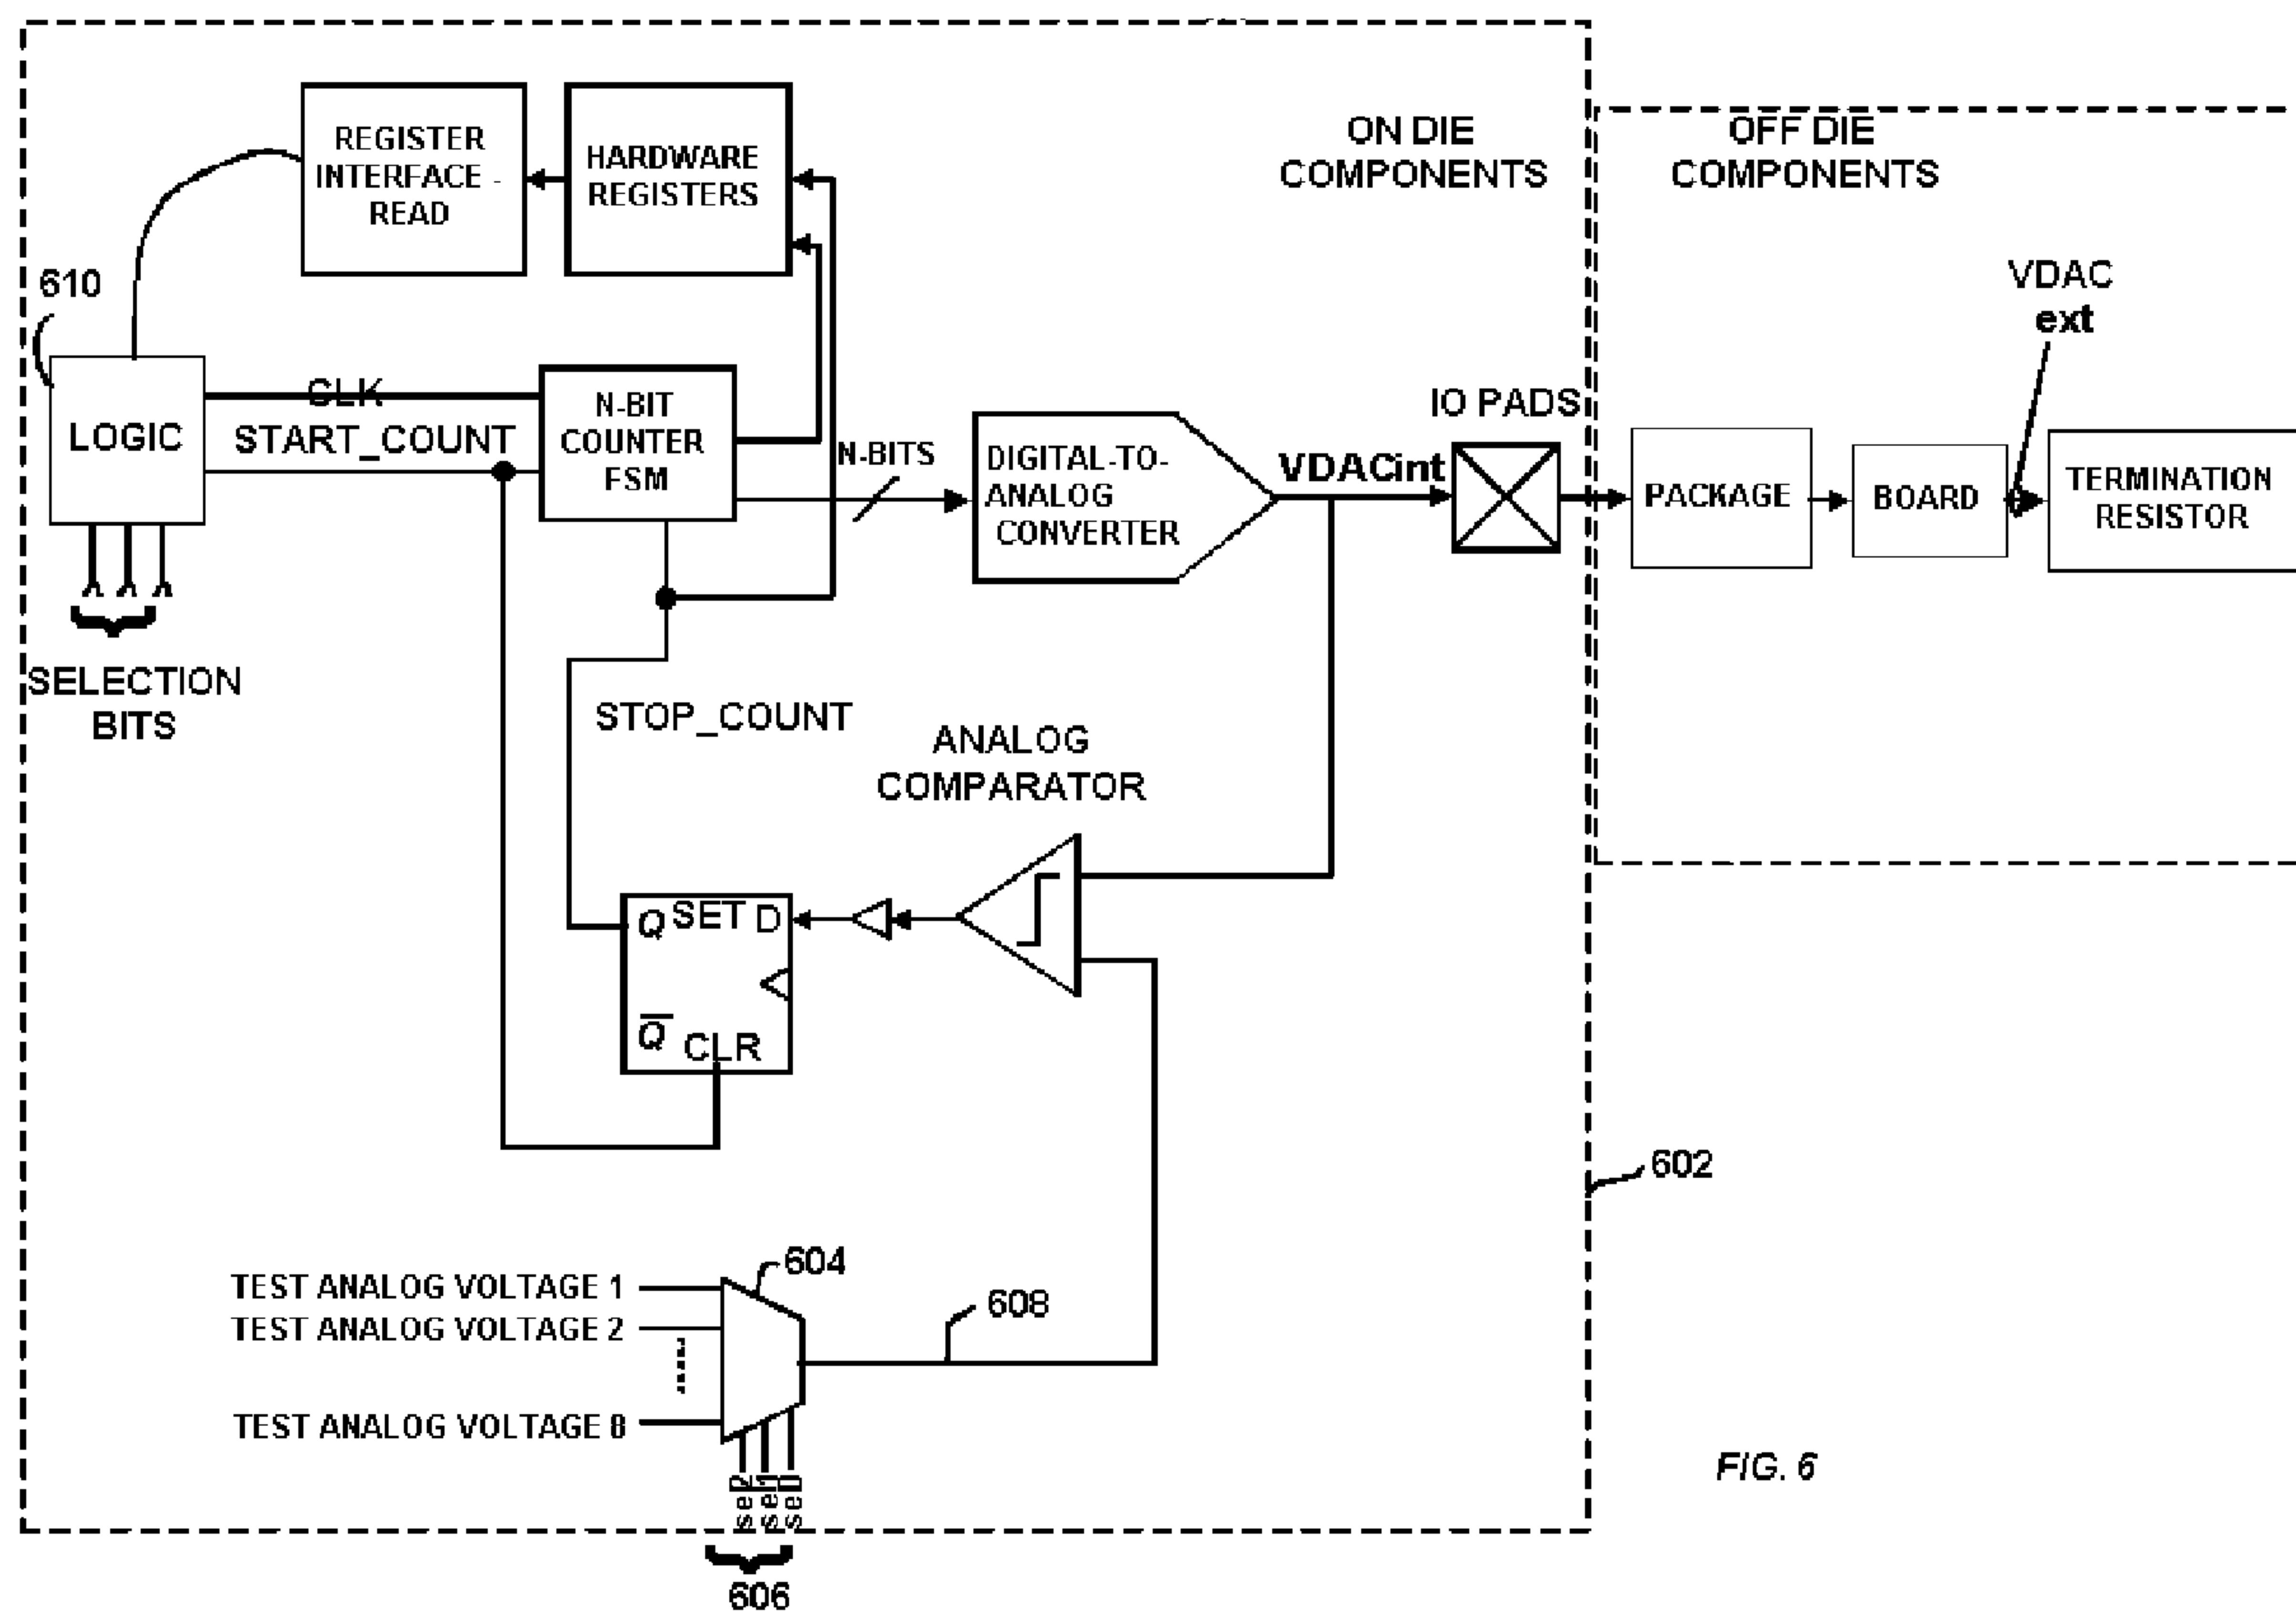 ON DIE
COMPONENTS
OFF DIE
COMPONENTS
REGISTER
INTERFACE -
READ
HARDWARE
REGISTERS
610
VDAC
ext
LOGIC
CLK
START_COUNT
N-BIT
COUNTER
FSM
N-BITS
DIGITAL-TO-
ANALOG
CONVERTER
VDACint
IO PADS
PACKAGE
BOARD
TERMINATION
RESISTOR
SELECTION
BITS
STOP_COUNT
ANALOG
COMPARATOR
Q SET D
Q̅ CLR
602
604
TEST ANALOG VOLTAGE 1
TEST ANALOG VOLTAGE 2
TEST ANALOG VOLTAGE 8
608
sel2
sel1
sel0
606
FIG. 6